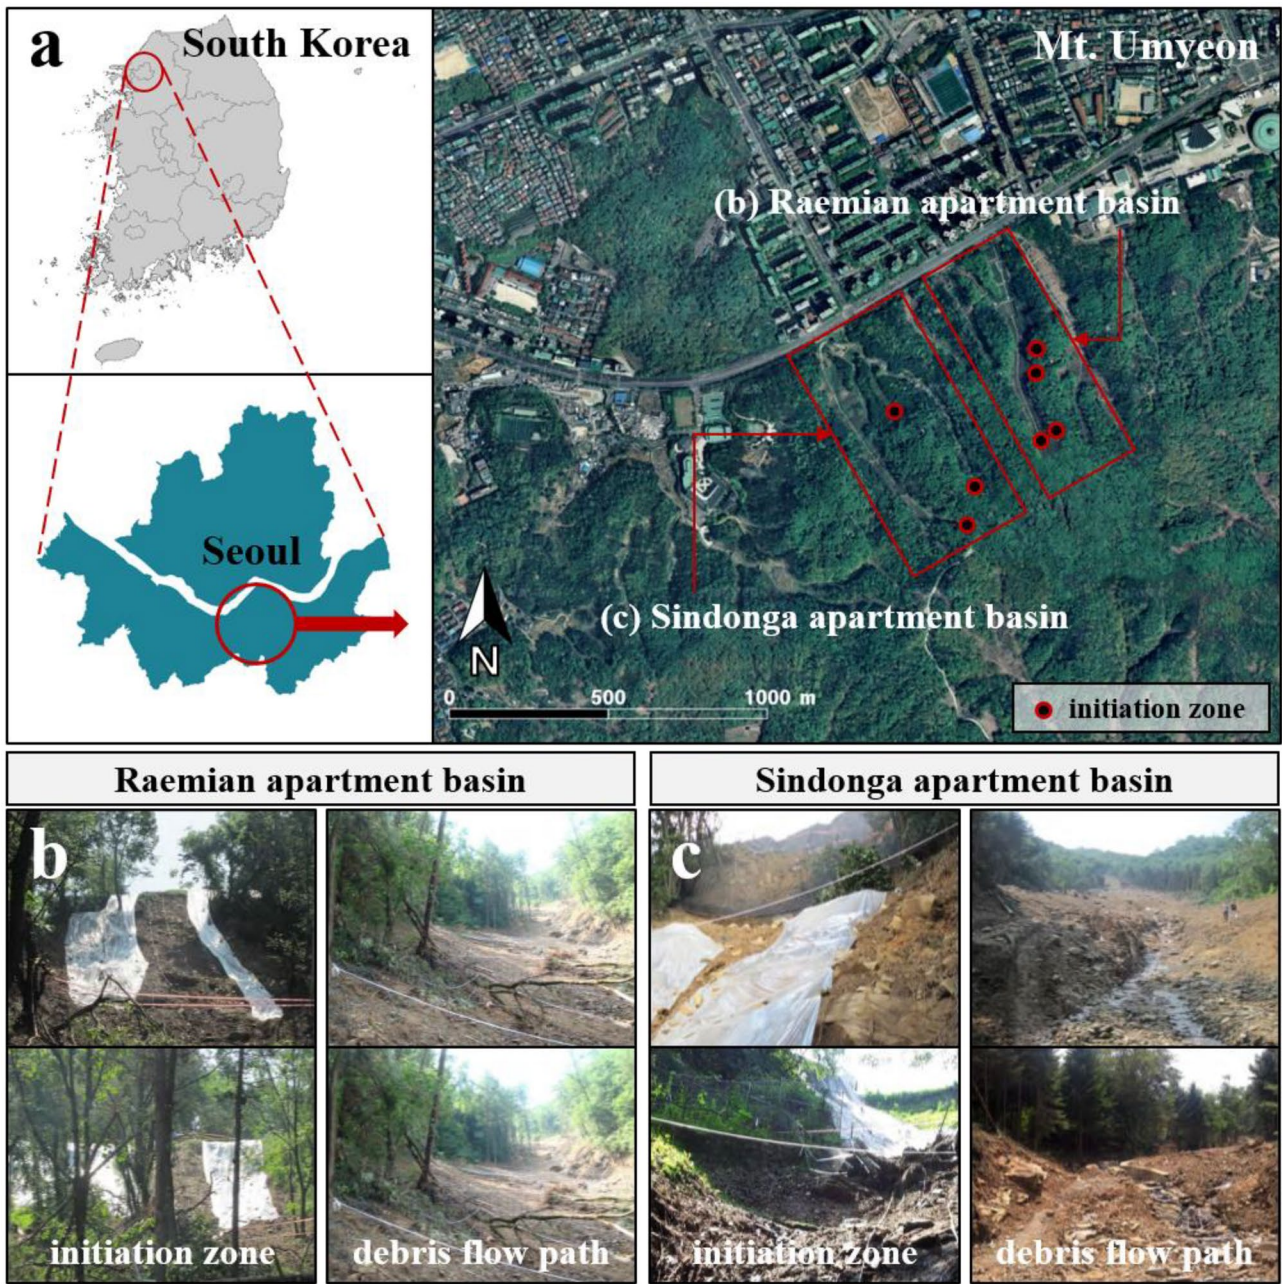 a
South Korea
Mt. Umyeon
(b) Raemian apartment basin
Seoul
(c) Sindonga apartment basin
N
0 500 1000 m
initiation zone
Raemian apartment basin
Sindonga apartment basin
b
c
initiation zone
debris flow path
initiation zone
debris flow path